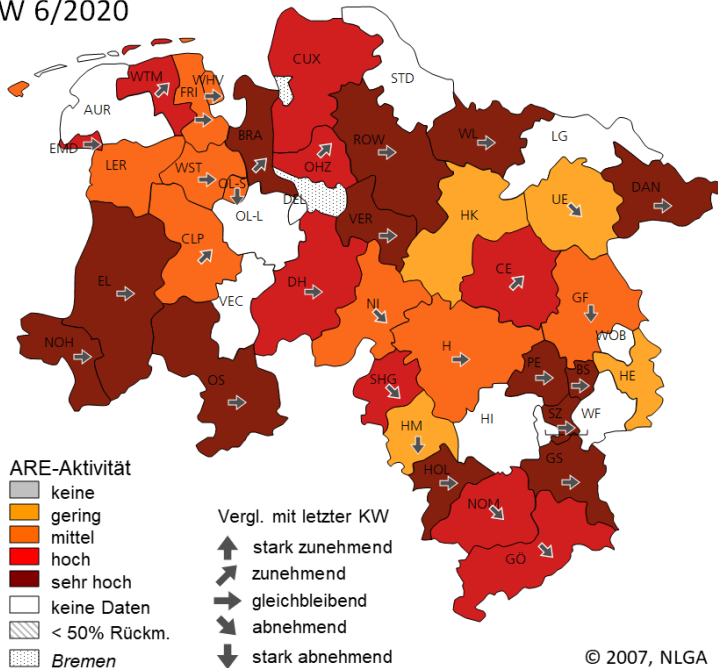 W 6/2020
CUX
WTM
WHV
FRI
STD
AUR
EMD
BRA
ROW
WL
LG
LER
WST
OHZ
OL-S
DEL
DAN
OL-L
VER
HK
UE
CLP
CE
EL
DH
VEC
NI
GF
WOB
NOH
H
PE
BS
HE
OS
SHG
SZ
WF
HM
HI
HOL
GS
NOM
GÖ
ARE-Aktivität
keine
gering
mittel
hoch
sehr hoch
keine Daten
< 50% Rückm.
Bremen
Vergl. mit letzter KW
stark zunehmend
zunehmend
gleichbleibend
abnehmend
stark abnehmend
© 2007, NLGA